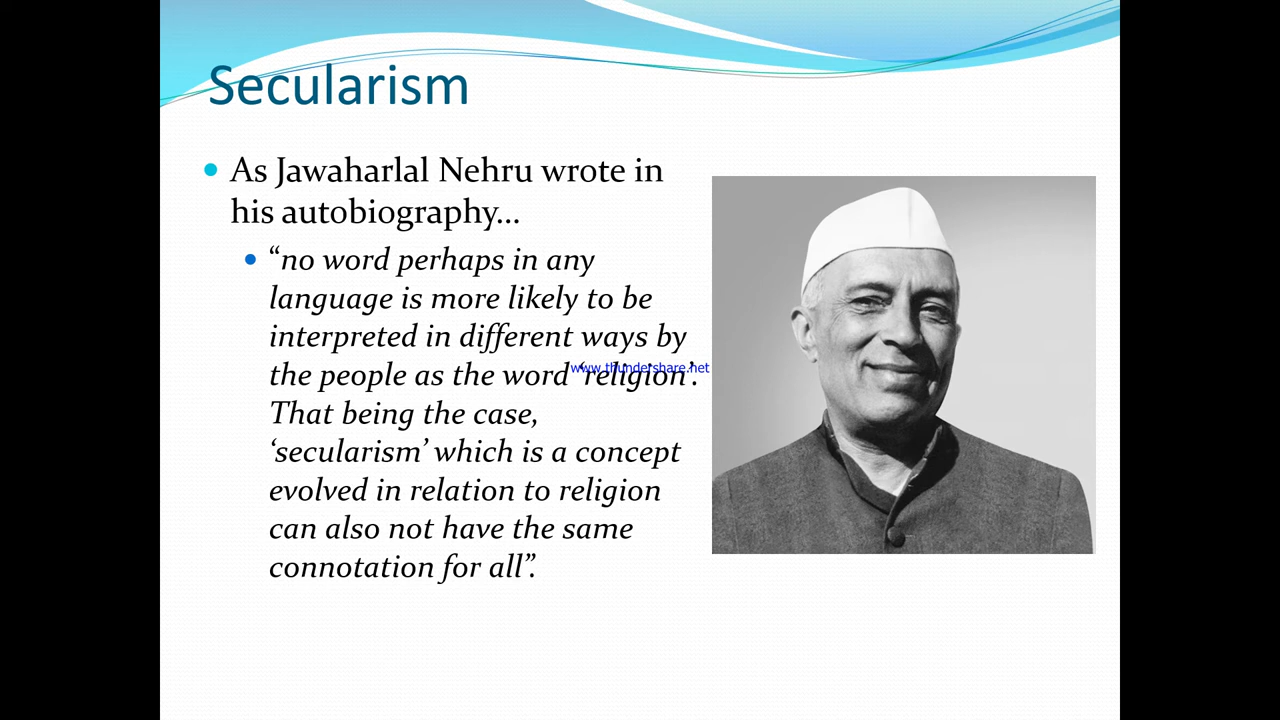 Secularism
As Jawaharlal Nehru wrote in
his autobiography…
“no word perhaps in any
language is more likely to be
interpreted in different ways by
the people as the word ‘religion’.
www.thundershare.net
That being the case,
‘secularism’ which is a concept
evolved in relation to religion
can also not have the same
connotation for all”.